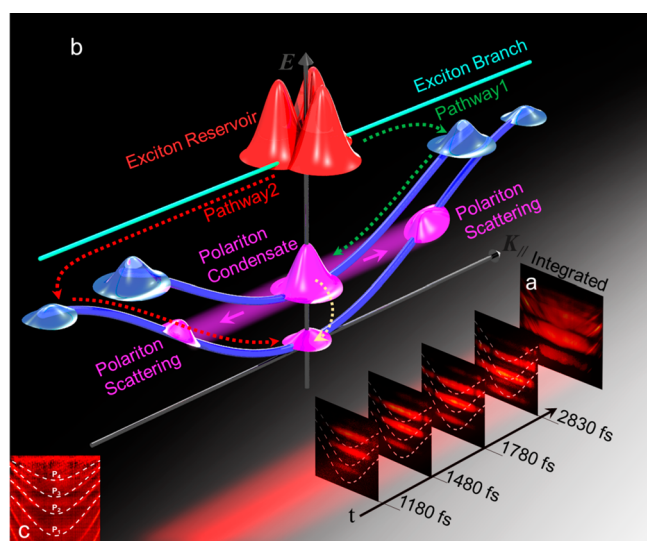 b
E
Exciton Branch
Pathway1
Exciton Reservoir
Pathway2
Polariton
Condensate
Polariton
Scattering
K//
Integrated
a
Polariton
Scattering
2830 fs
1780 fs
1480 fs
1180 fs
t
c